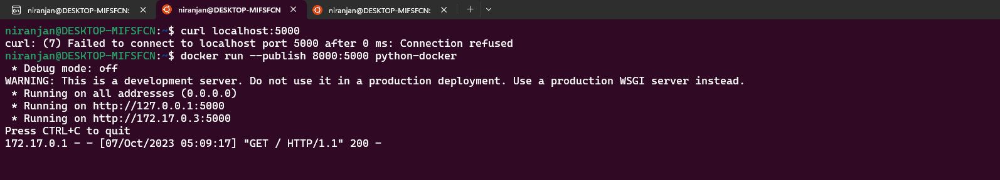 niranjan@DESKTOP-MIFSFCN: niranjan@DESKTOP-MIFSFCN niranjan@DESKTOP-MIFSFCN:
niranjan@DESKTOP-MIFSFCN:~$ curl localhost:5000
curl: (7) Failed to connect to localhost port 5000 after 0 ms: Connection refused
niranjan@DESKTOP-MIFSFCN:~$ docker run --publish 8000:5000 python-docker
 * Debug mode: off
WARNING: This is a development server. Do not use it in a production deployment. Use a production WSGI server instead.
 * Running on all addresses (0.0.0.0)
 * Running on http://127.0.0.1:5000
 * Running on http://172.17.0.3:5000
Press CTRL+C to quit
172.17.0.1 - - [07/Oct/2023 05:09:17] "GET / HTTP/1.1" 200 -